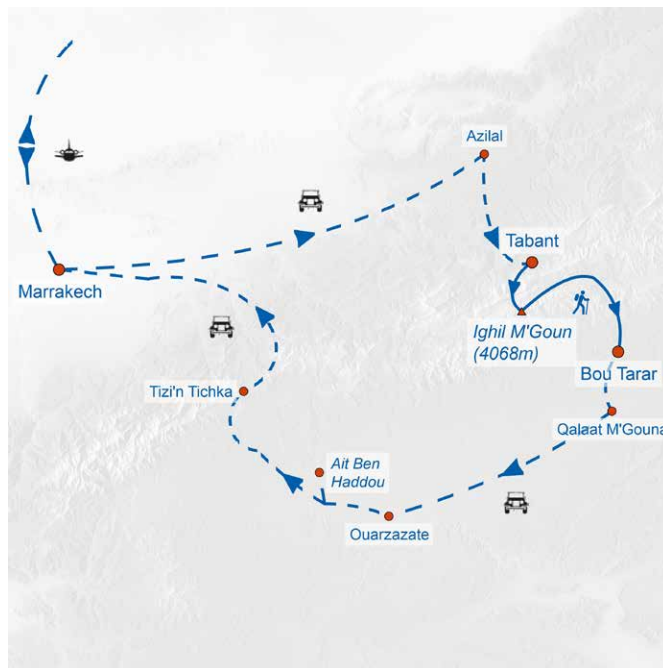 Azilal
Tabant
Marrakech
Ighil M'Goun
(4068m)
Bou Tarar
Tizi'n Tichka
Qalaat M'Gouna
Ait Ben
Haddou
Ouarzazate